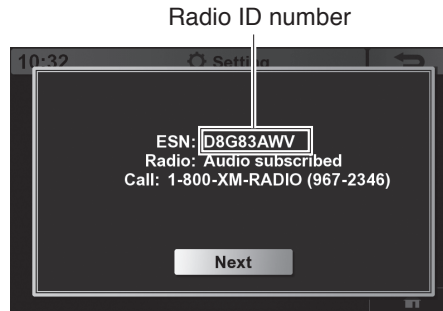 Radio ID number
10:32 Setting
ESN: D8G83AWV
Radio: Audio subscribed
Call: 1-800-XM-RADIO (967-2346)
Next